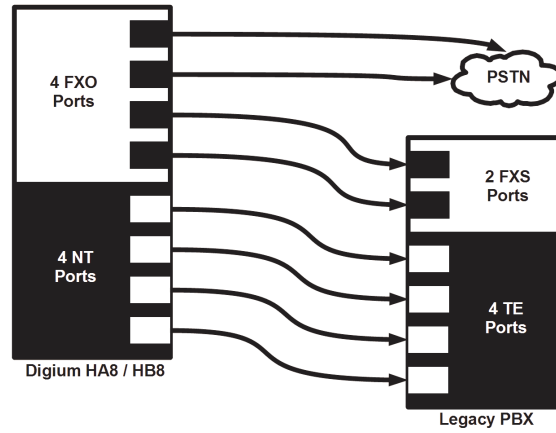 4 FXO
Ports
PSTN
2 FXS
Ports
4 NT
Ports
4 TE
Ports
Digium HA8 / HB8
Legacy PBX